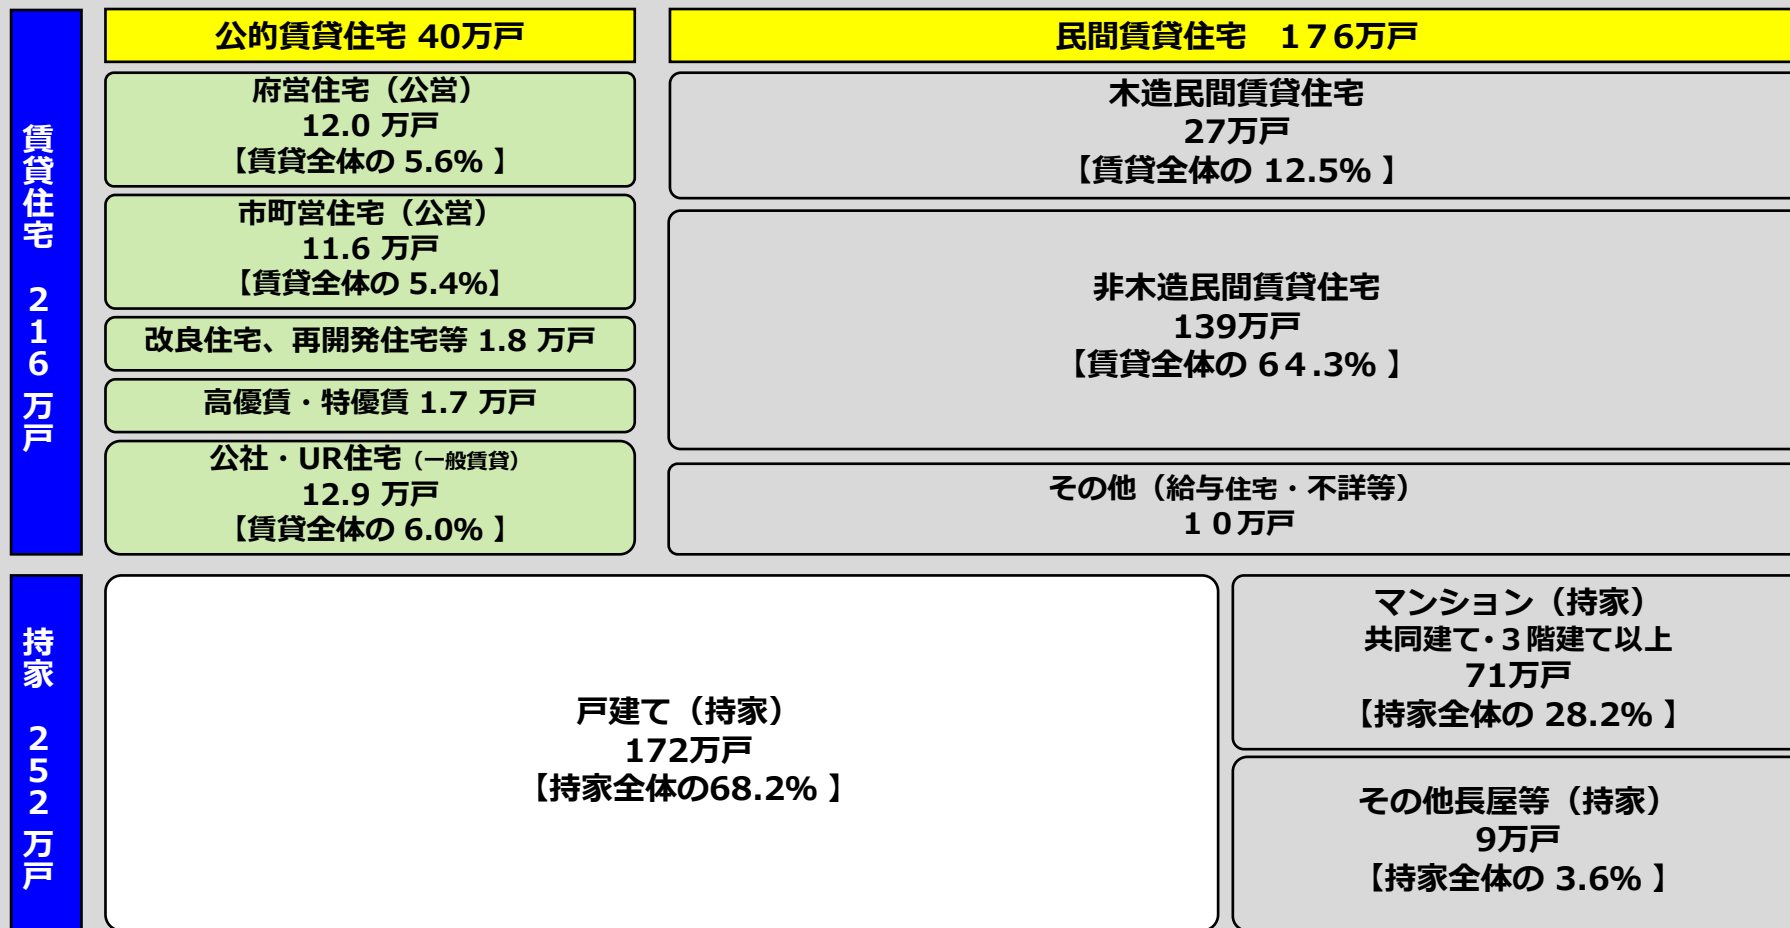 賃貸住宅 216万戸
公的賃貸住宅 40万戸
府営住宅（公営）
12.0 万戸
【賃貸全体の 5.6% 】
市町営住宅（公営）
11.6 万戸
【賃貸全体の 5.4%】
改良住宅、再開発住宅等 1.8 万戸
高優賃・特優賃 1.7 万戸
公社・UR住宅（一般賃貸）
12.9 万戸
【賃貸全体の 6.0% 】
民間賃貸住宅　１７6万戸
木造民間賃貸住宅
27万戸
【賃貸全体の 12.5% 】
非木造民間賃貸住宅
139万戸
【賃貸全体の ６４.3% 】
その他（給与住宅・不詳等）
１０万戸
持家 252万戸
戸建て（持家）
172万戸
【持家全体の68.2% 】
マンション（持家）
共同建て・３階建て以上
71万戸
【持家全体の 28.2% 】
その他長屋等（持家）
9万戸
【持家全体の 3.6% 】